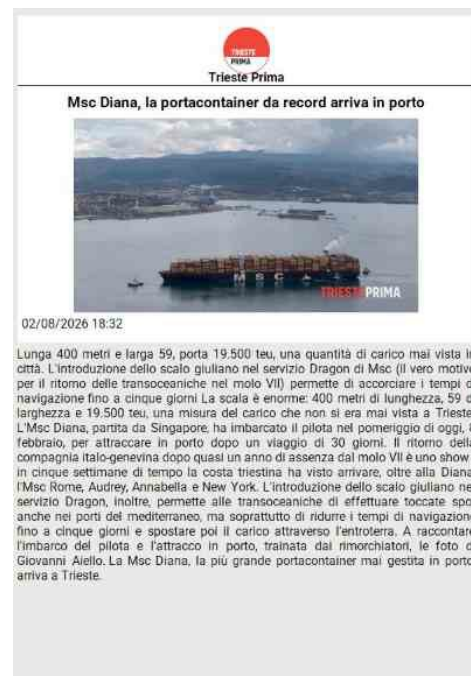 TRIESTE
PRIMA
Trieste Prima
Msc Diana, la portacontainer da record arriva in porto
MSC
TRIESTE PRIMA
02/08/2026 18:32
Lunga 400 metri e larga 59, porta 19.500 teu, una quantità di carico mai vista in
città. L'introduzione dello scalo giuliano nel servizio Dragon di Msc (il vero motivo
per il ritorno delle transoceaniche nel molo VII) permette di accorciare i tempi di
navigazione fino a cinque giorni La scala è enorme: 400 metri di lunghezza, 59 di
larghezza e 19.500 teu, una misura del carico che non si era mai vista a Trieste.
L'Msc Diana, partita da Singapore, ha imbarcato il pilota nel pomeriggio di oggi, 8
febbraio, per attraccare in porto dopo un viaggio di 30 giorni. Il ritorno della
compagnia italo-genevina dopo quasi un anno di assenza dal molo VII è uno show:
in cinque settimane di tempo la costa triestina ha visto arrivare, oltre alla Diana,
l'Msc Rome, Audrey, Annabella e New York. L'introduzione dello scalo giuliano nel
servizio Dragon, inoltre, permette alle transoceaniche di effettuare toccate spot
anche nei porti del mediterraneo, ma soprattutto di ridurre i tempi di navigazione
fino a cinque giorni e spostare poi il carico attraverso l'entroterra. A raccontare
l'imbarco del pilota e l'attracco in porto, trainata dai rimorchiatori, le foto di
Giovanni Aiello. La Msc Diana, la più grande portacontainer mai gestita in porto,
arriva a Trieste.